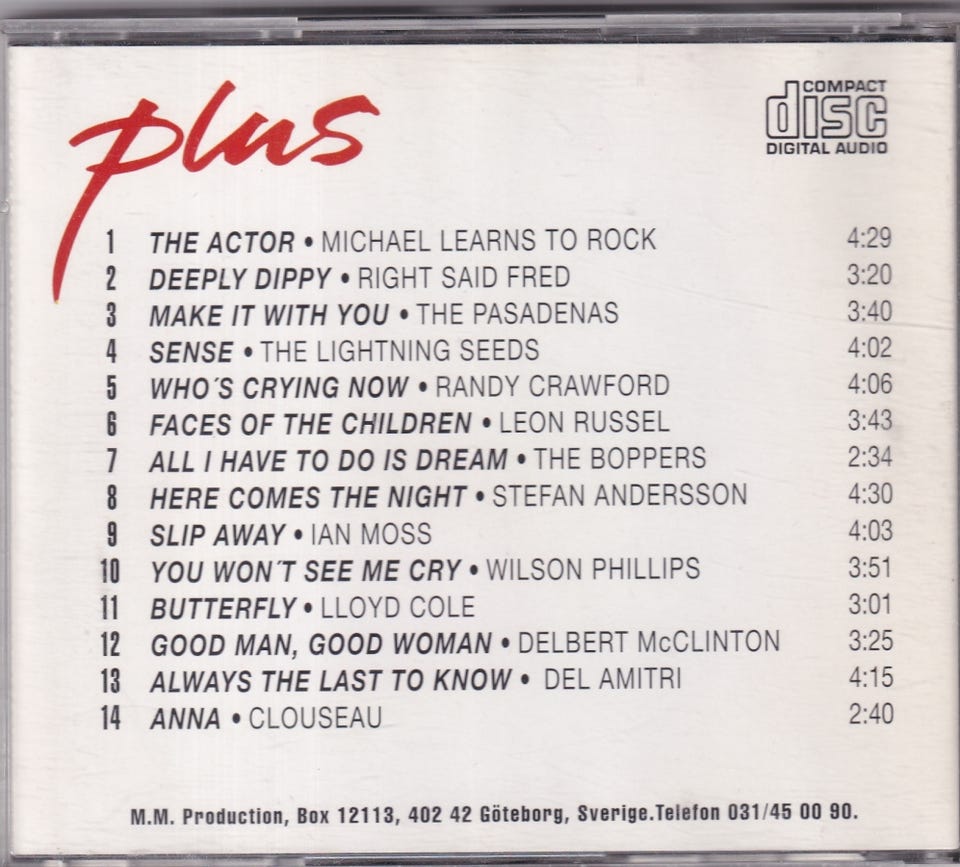 plus
COMPACT
disc
DIGITAL AUDIO
1 THE ACTOR • MICHAEL LEARNS TO ROCK 4:29
2 DEEPLY DIPPY • RIGHT SAID FRED 3:20
3 MAKE IT WITH YOU • THE PASADENAS 3:40
4 SENSE • THE LIGHTNING SEEDS 4:02
5 WHO´S CRYING NOW • RANDY CRAWFORD 4:06
6 FACES OF THE CHILDREN • LEON RUSSEL 3:43
7 ALL I HAVE TO DO IS DREAM • THE BOPPERS 2:34
8 HERE COMES THE NIGHT • STEFAN ANDERSSON 4:30
9 SLIP AWAY • IAN MOSS 4:03
10 YOU WON´T SEE ME CRY • WILSON PHILLIPS 3:51
11 BUTTERFLY • LLOYD COLE 3:01
12 GOOD MAN, GOOD WOMAN • DELBERT McCLINTON 3:25
13 ALWAYS THE LAST TO KNOW • DEL AMITRI 4:15
14 ANNA • CLOUSEAU 2:40
M.M. Production, Box 12113, 402 42 Göteborg, Sverige.Telefon 031/45 00 90.